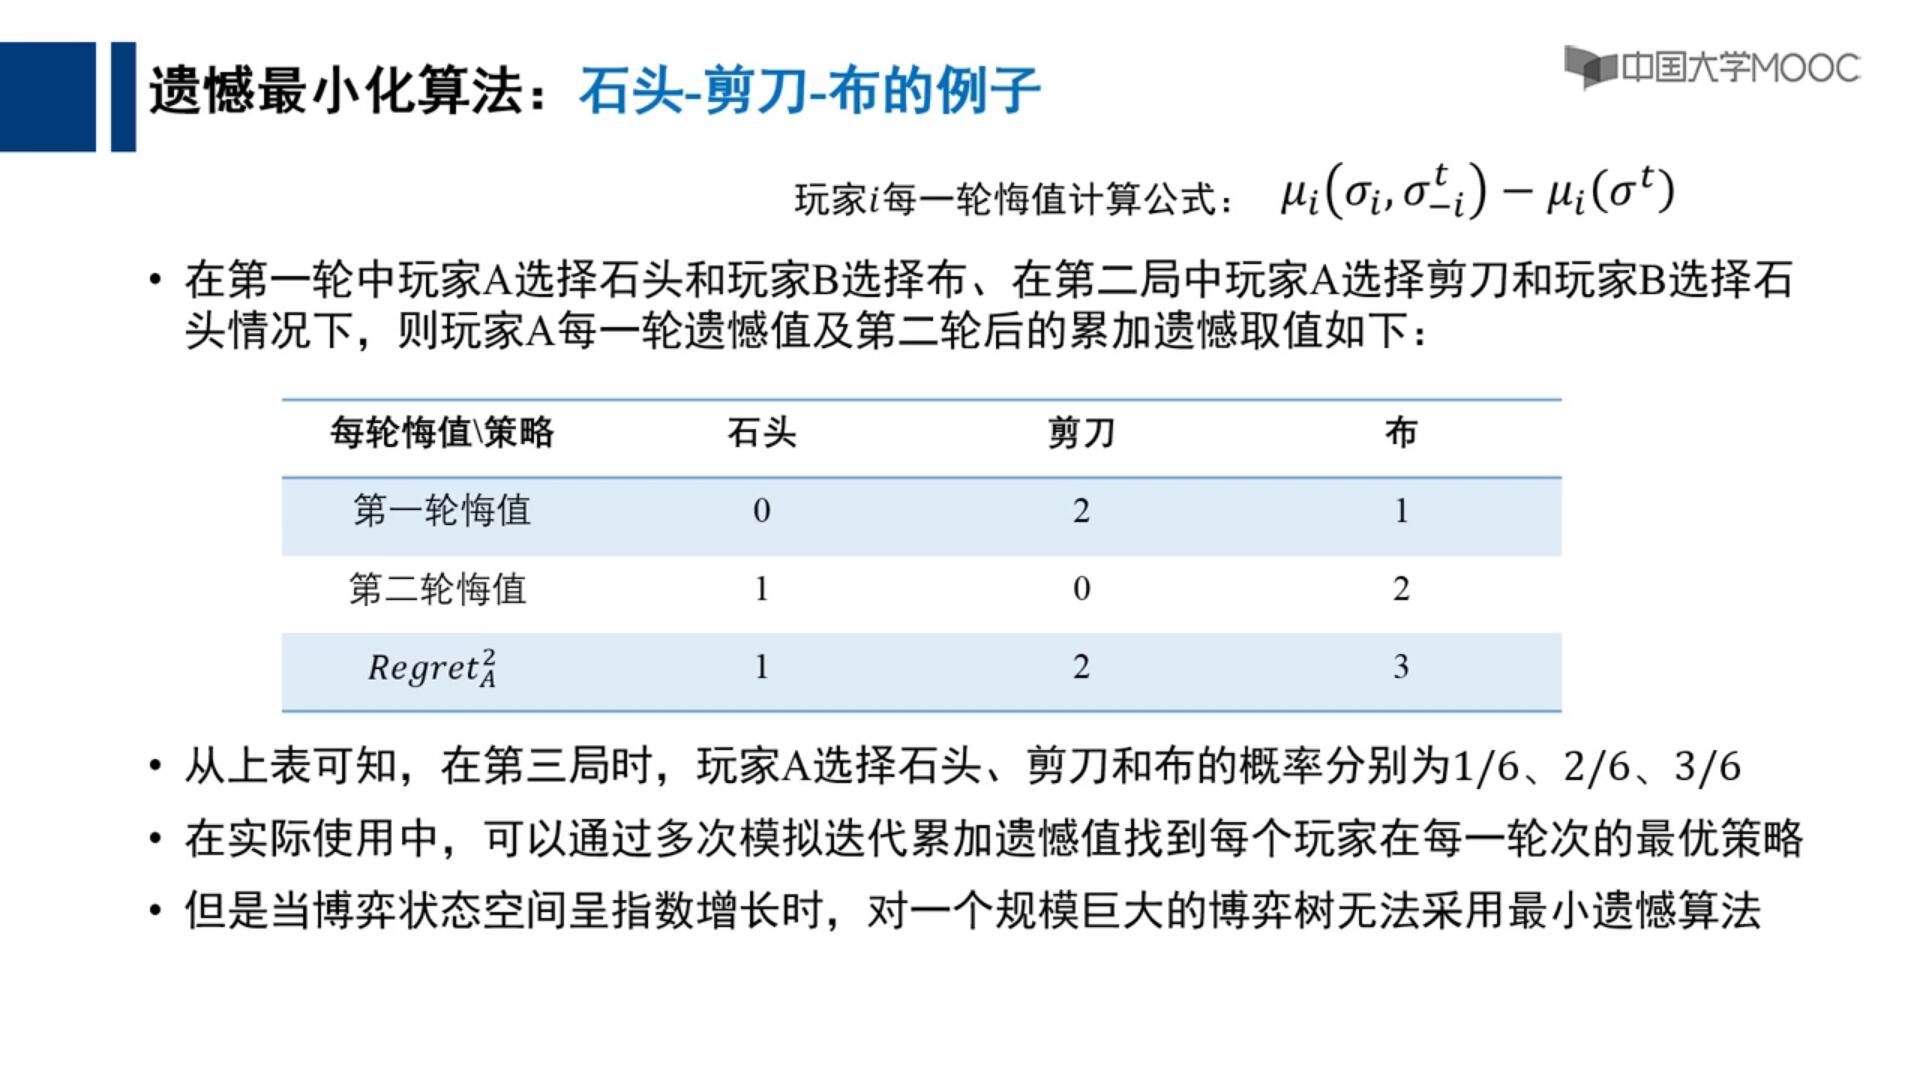 遗憾最小化算法：石头-剪刀-布的例子
中国大学MOOC
玩家i每一轮悔值计算公式： μᵢ(σᵢ, σ₋ᵢᵗ) − μᵢ(σᵗ)
• 在第一轮中玩家A选择石头和玩家B选择布、在第二局中玩家A选择剪刀和玩家B选择石
头情况下，则玩家A每一轮遗憾值及第二轮后的累加遗憾取值如下：
每轮悔值\策略 石头 剪刀 布
第一轮悔值 0 2 1
第二轮悔值 1 0 2
Regret_A^2 1 2 3
• 从上表可知，在第三局时，玩家A选择石头、剪刀和布的概率分别为1/6、2/6、3/6
• 在实际使用中，可以通过多次模拟迭代累加遗憾值找到每个玩家在每一轮次的最优策略
• 但是当博弈状态空间呈指数增长时，对一个规模巨大的博弈树无法采用最小遗憾算法